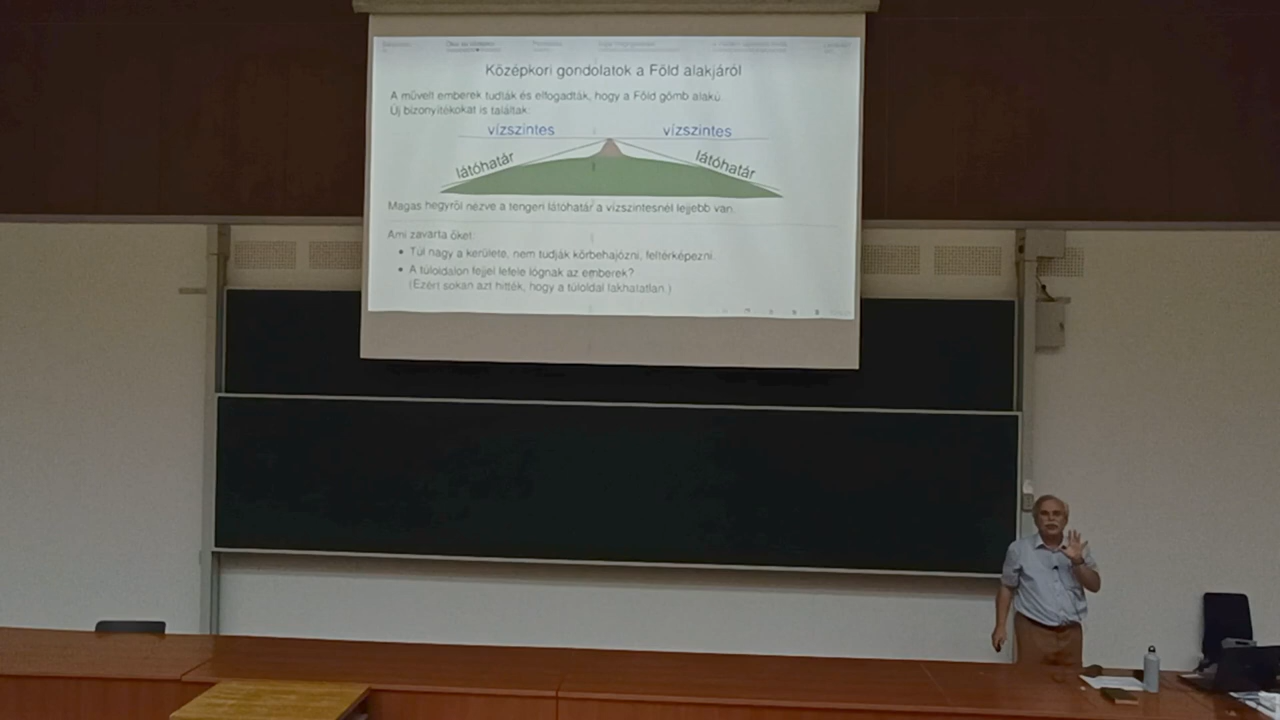 Középkori gondolatok a Föld alakjáról
A művelt emberek tudták és elfogadták, hogy a Föld gömb alakú.
Új bizonyítékokat is találtak:
vízszintes vízszintes
látóhatár látóhatár
Magas hegyről nézve a tengeri látóhatár a vízszintesnél lejjebb van.
Ami zavarta őket:
• Túl nagy a kerülete, nem tudják körbehajózni, feltérképezni.
• A túloldalon fejjel lefele lógnak az emberek?
(Ezért sokan azt hitték, hogy a túloldal lakhatatlan.)